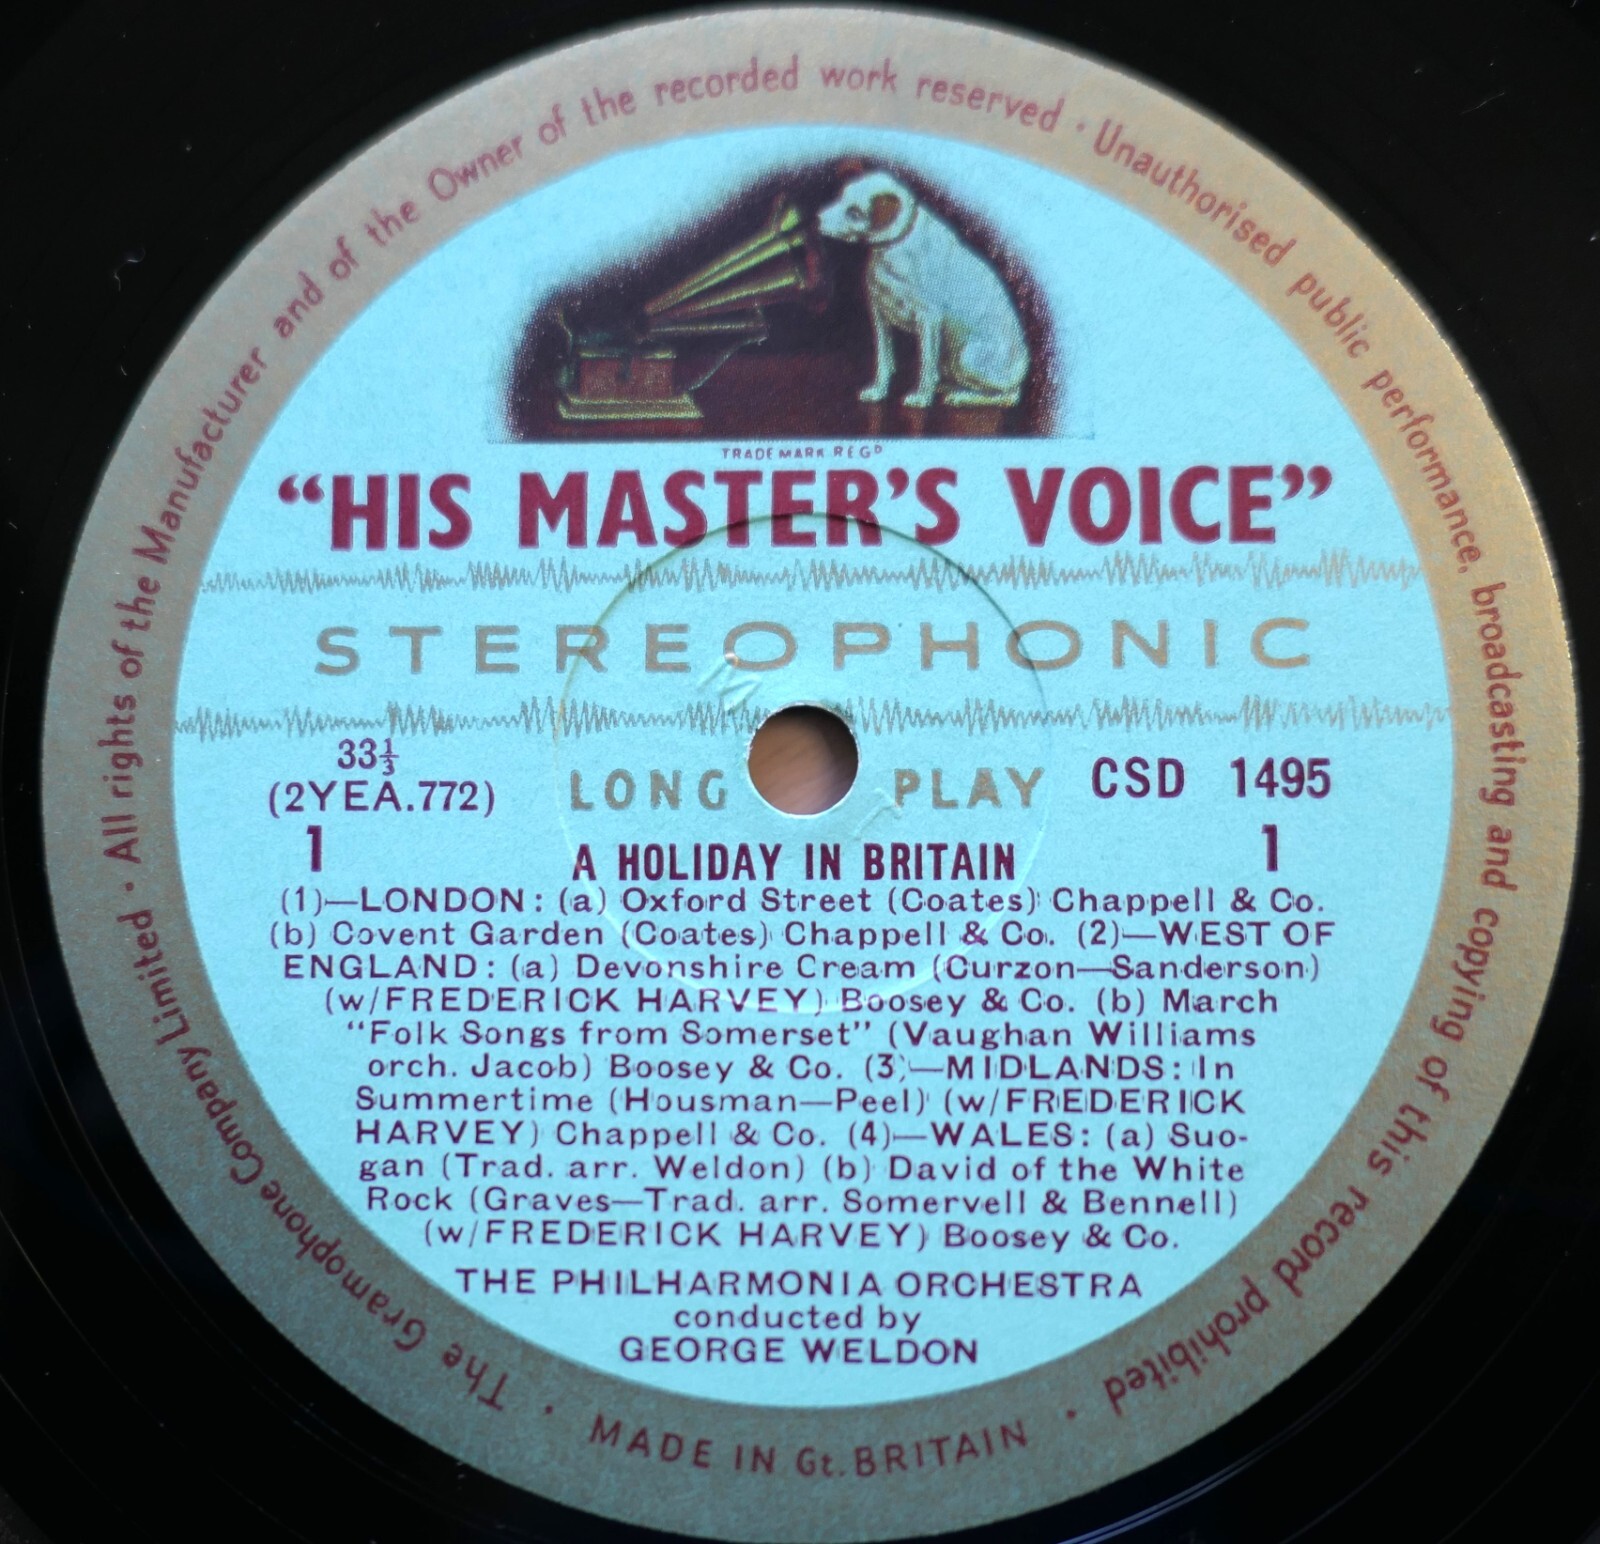 The Gramophone Company Limited · All rights of the Manufacturer and of the Owner of the recorded work reserved · Unauthorised public performance, broadcasting and copying of this record prohibited ·
TRADE MARK REGD
“HIS MASTER’S VOICE”
STEREOPHONIC
33⅓
(2YEA.772)
LONG PLAY
CSD 1495
1
1
A HOLIDAY IN BRITAIN
(1)—LONDON: (a) Oxford Street (Coates) Chappell & Co.
(b) Covent Garden (Coates) Chappell & Co. (2)—WEST OF
ENGLAND: (a) Devonshire Cream (Curzon—Sanderson)
(w/FREDERICK HARVEY) Boosey & Co. (b) March
“Folk Songs from Somerset” (Vaughan Williams
orch. Jacob) Boosey & Co. (3)—MIDLANDS: In
Summertime (Housman—Peel) (w/FREDERICK
HARVEY) Chappell & Co. (4)—WALES: (a) Suo-
gan (Trad. arr. Weldon) (b) David of the White
Rock (Graves—Trad. arr. Somervell & Bennell)
(w/FREDERICK HARVEY) Boosey & Co.
THE PHILHARMONIA ORCHESTRA
conducted by
GEORGE WELDON
MADE IN Gt. BRITAIN ·
M
T